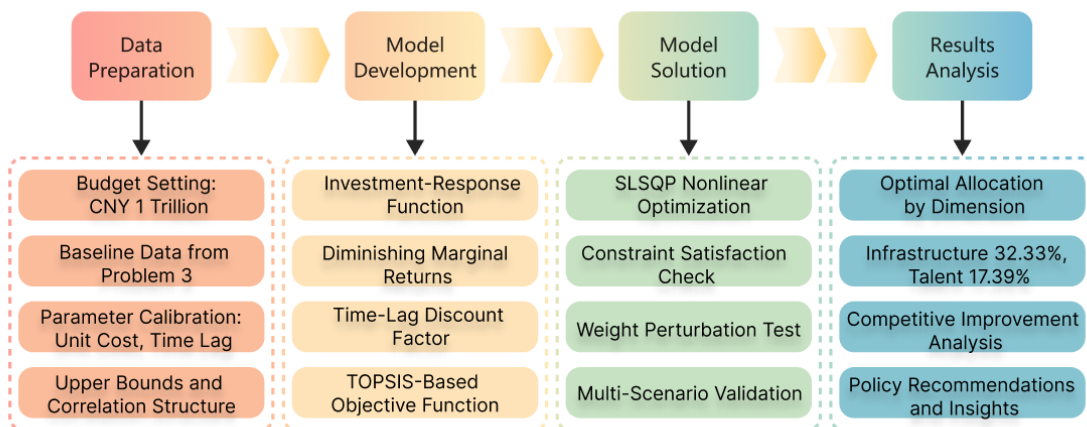 Data
Preparation
Model
Development
Model
Solution
Results
Analysis
Budget Setting:
CNY 1 Trillion
Baseline Data from
Problem 3
Parameter Calibration:
Unit Cost, Time Lag
Upper Bounds and
Correlation Structure
Investment-Response
Function
Diminishing Marginal
Returns
Time-Lag Discount
Factor
TOPSIS-Based
Objective Function
SLSQP Nonlinear
Optimization
Constraint Satisfaction
Check
Weight Perturbation Test
Multi-Scenario Validation
Optimal Allocation
by Dimension
Infrastructure 32.33%,
Talent 17.39%
Competitive Improvement
Analysis
Policy Recommendations
and Insights